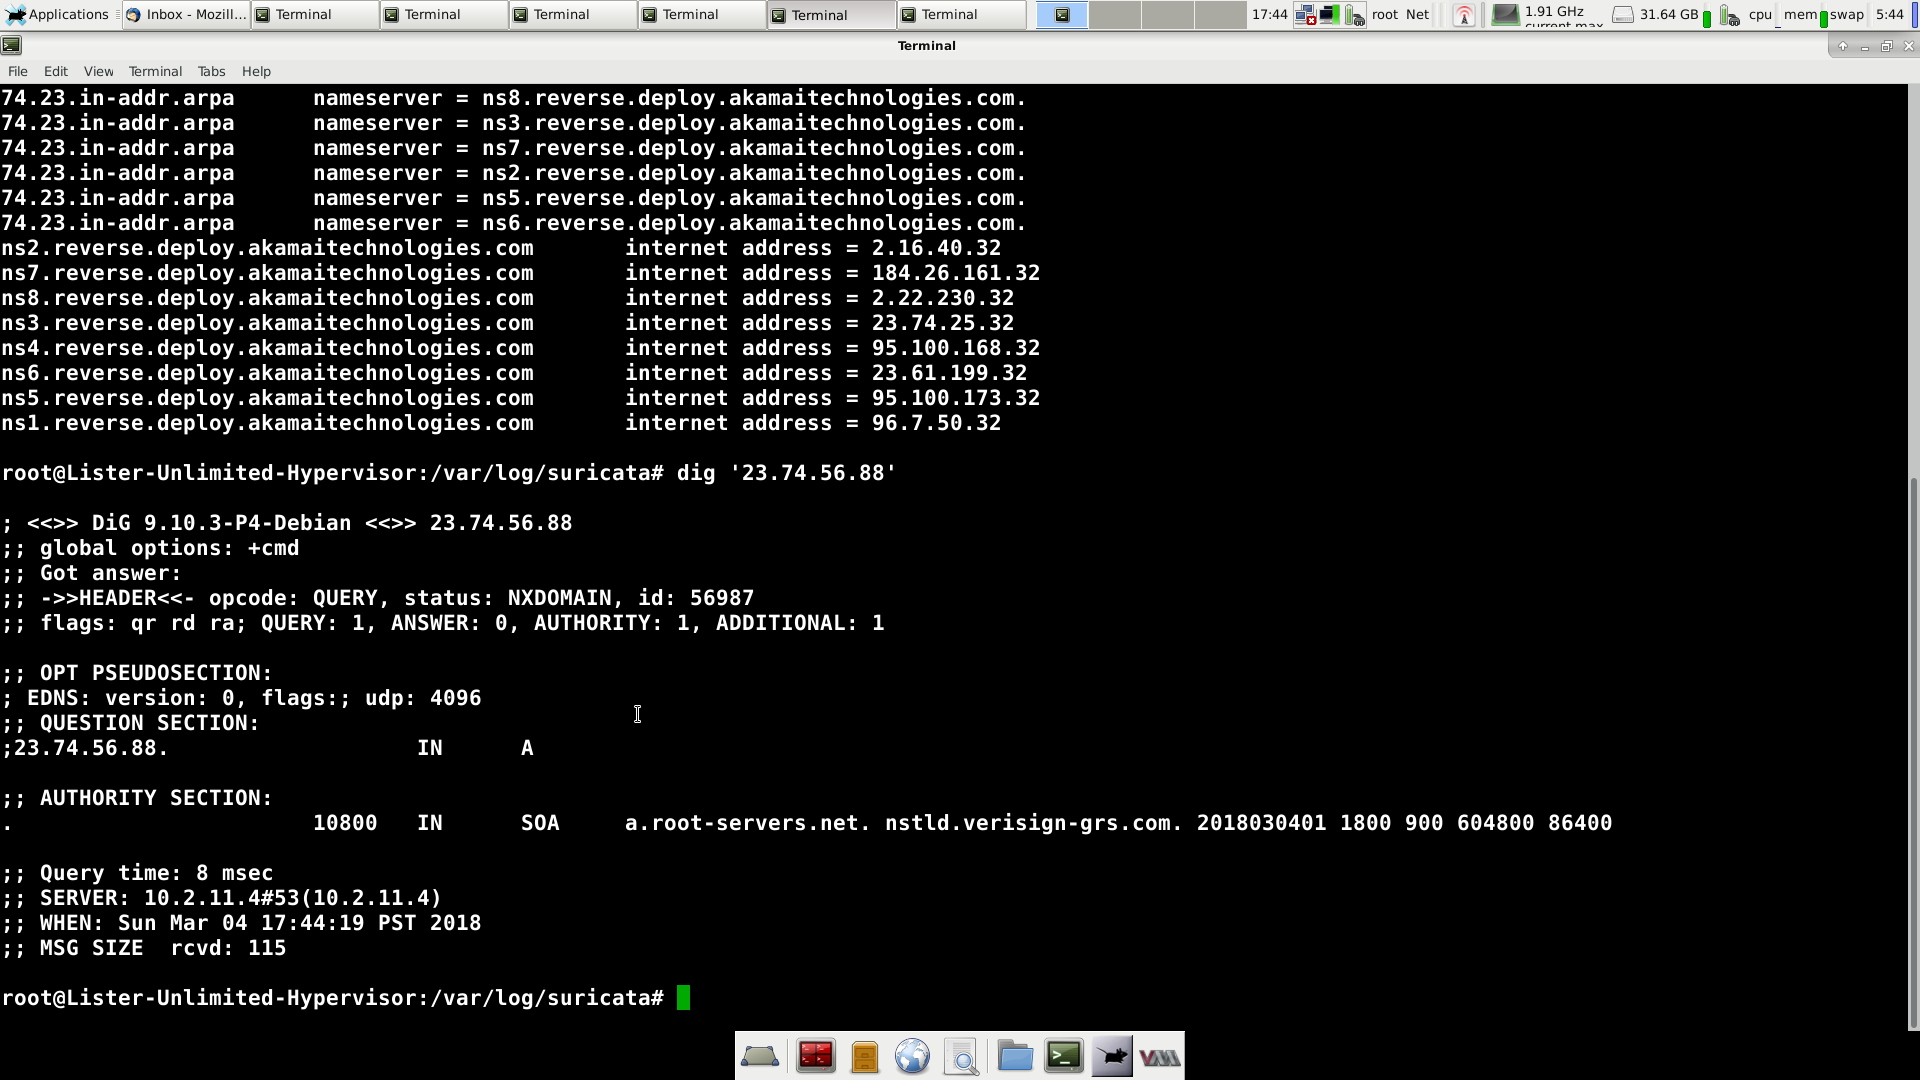 Applications Inbox - Mozill... Terminal Terminal Terminal Terminal Terminal Terminal 17:44 root Net 1.91 GHz 31.64 GB cpu mem swap 5:44
current max
Terminal
File Edit View Terminal Tabs Help
74.23.in-addr.arpa nameserver = ns8.reverse.deploy.akamaitechnologies.com.
74.23.in-addr.arpa nameserver = ns3.reverse.deploy.akamaitechnologies.com.
74.23.in-addr.arpa nameserver = ns7.reverse.deploy.akamaitechnologies.com.
74.23.in-addr.arpa nameserver = ns2.reverse.deploy.akamaitechnologies.com.
74.23.in-addr.arpa nameserver = ns5.reverse.deploy.akamaitechnologies.com.
74.23.in-addr.arpa nameserver = ns6.reverse.deploy.akamaitechnologies.com.
ns2.reverse.deploy.akamaitechnologies.com internet address = 2.16.40.32
ns7.reverse.deploy.akamaitechnologies.com internet address = 184.26.161.32
ns8.reverse.deploy.akamaitechnologies.com internet address = 2.22.230.32
ns3.reverse.deploy.akamaitechnologies.com internet address = 23.74.25.32
ns4.reverse.deploy.akamaitechnologies.com internet address = 95.100.168.32
ns6.reverse.deploy.akamaitechnologies.com internet address = 23.61.199.32
ns5.reverse.deploy.akamaitechnologies.com internet address = 95.100.173.32
ns1.reverse.deploy.akamaitechnologies.com internet address = 96.7.50.32
root@Lister-Unlimited-Hypervisor:/var/log/suricata# dig '23.74.56.88'
; <<>> DiG 9.10.3-P4-Debian <<>> 23.74.56.88
;; global options: +cmd
;; Got answer:
;; ->>HEADER<<- opcode: QUERY, status: NXDOMAIN, id: 56987
;; flags: qr rd ra; QUERY: 1, ANSWER: 0, AUTHORITY: 1, ADDITIONAL: 1
;; OPT PSEUDOSECTION:
; EDNS: version: 0, flags:; udp: 4096
;; QUESTION SECTION:
;23.74.56.88. IN A
;; AUTHORITY SECTION:
. 10800 IN SOA a.root-servers.net. nstld.verisign-grs.com. 2018030401 1800 900 604800 86400
;; Query time: 8 msec
;; SERVER: 10.2.11.4#53(10.2.11.4)
;; WHEN: Sun Mar 04 17:44:19 PST 2018
;; MSG SIZE rcvd: 115
root@Lister-Unlimited-Hypervisor:/var/log/suricata#